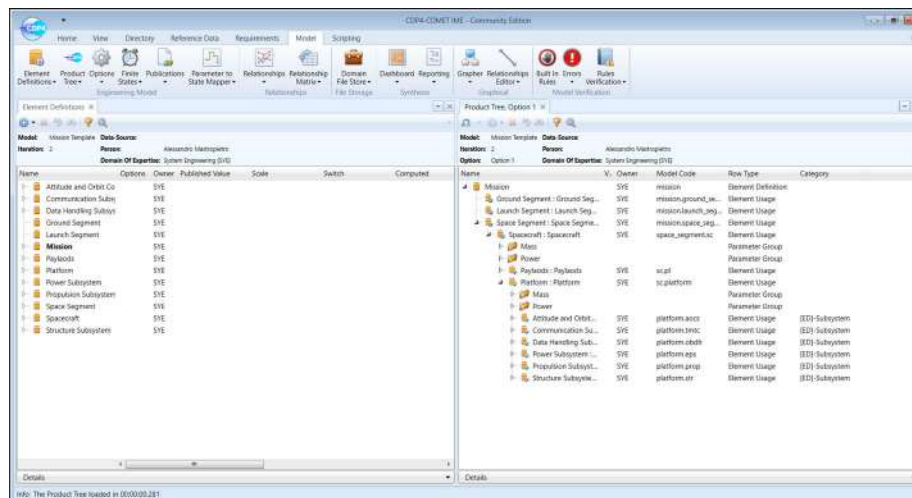 CDP4
CDP4-COMET IME - Community Edition
Home View Directory Reference Data Requirements Model Scripting
Element Definitions Product Tree Options Finite States Publications Parameter to State Mapper Relationships Relationship Matrix Domain File Store Dashboard Reporting Grapher Relationships Editor Built In Rules Errors Rules Verification
Engineering Model Relationships File Storage Synthesis Graphical Model Verification
Element Definitions
Model: Mission Template Data-Source:
Iteration: 2 Person: Alessandro Mastropietro
Domain Of Expertise: System Engineering [SYE]
Name Options Owner Published Value Scale Switch Computed
Attitude and Orbit Co SYE
Communication Subsy SYE
Data Handling Subsys SYE
Ground Segment SYE
Launch Segment SYE
Mission SYE
Payloads SYE
Platform SYE
Power Subsystem SYE
Propulsion Subsystem SYE
Space Segment SYE
Spacecraft SYE
Structure Subsystem SYE
Details
Product Tree, Option 1
Model: Mission Template Data-Source:
Iteration: 2 Person: Alessandro Mastropietro
Option: Option 1 Domain Of Expertise: System Engineering [SYE]
Name V. Owner Model Code Row Type Category
Mission SYE mission Element Definition
Ground Segment : Ground Seg... SYE mission.ground_se... Element Usage
Launch Segment : Launch Seg... SYE mission.launch_seg... Element Usage
Space Segment : Space Segme... SYE mission.space_seg... Element Usage
Spacecraft : Spacecraft SYE space_segment.sc Element Usage
Mass Parameter Group
Power Parameter Group
Payloads : Payloads SYE sc.pl Element Usage
Platform : Platform SYE sc.platform Element Usage
Mass Parameter Group
Power Parameter Group
Attitude and Orbit... SYE platform.aocs Element Usage [ED]-Subsystem
Communication Su... SYE platform.tmtc Element Usage [ED]-Subsystem
Data Handling Sub... SYE platform.obdh Element Usage [ED]-Subsystem
Power Subsystem :... SYE platform.eps Element Usage [ED]-Subsystem
Propulsion Subsyst... SYE platform.prop Element Usage [ED]-Subsystem
Structure Subsyste... SYE platform.str Element Usage [ED]-Subsystem
Details
Info: The Product Tree loaded in 00:00:00.281